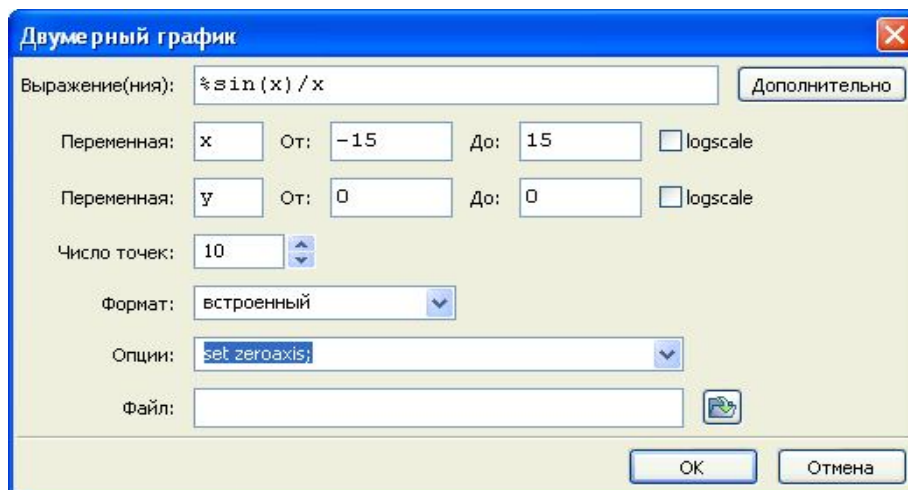 Двумерный график
Выражение(ния): %sin(x)/x Дополнительно
Переменная: x От: -15 До: 15 logscale
Переменная: y От: 0 До: 0 logscale
Число точек: 10
Формат: встроенный
Опции: set zeroaxis;
Файл:
OK Отмена